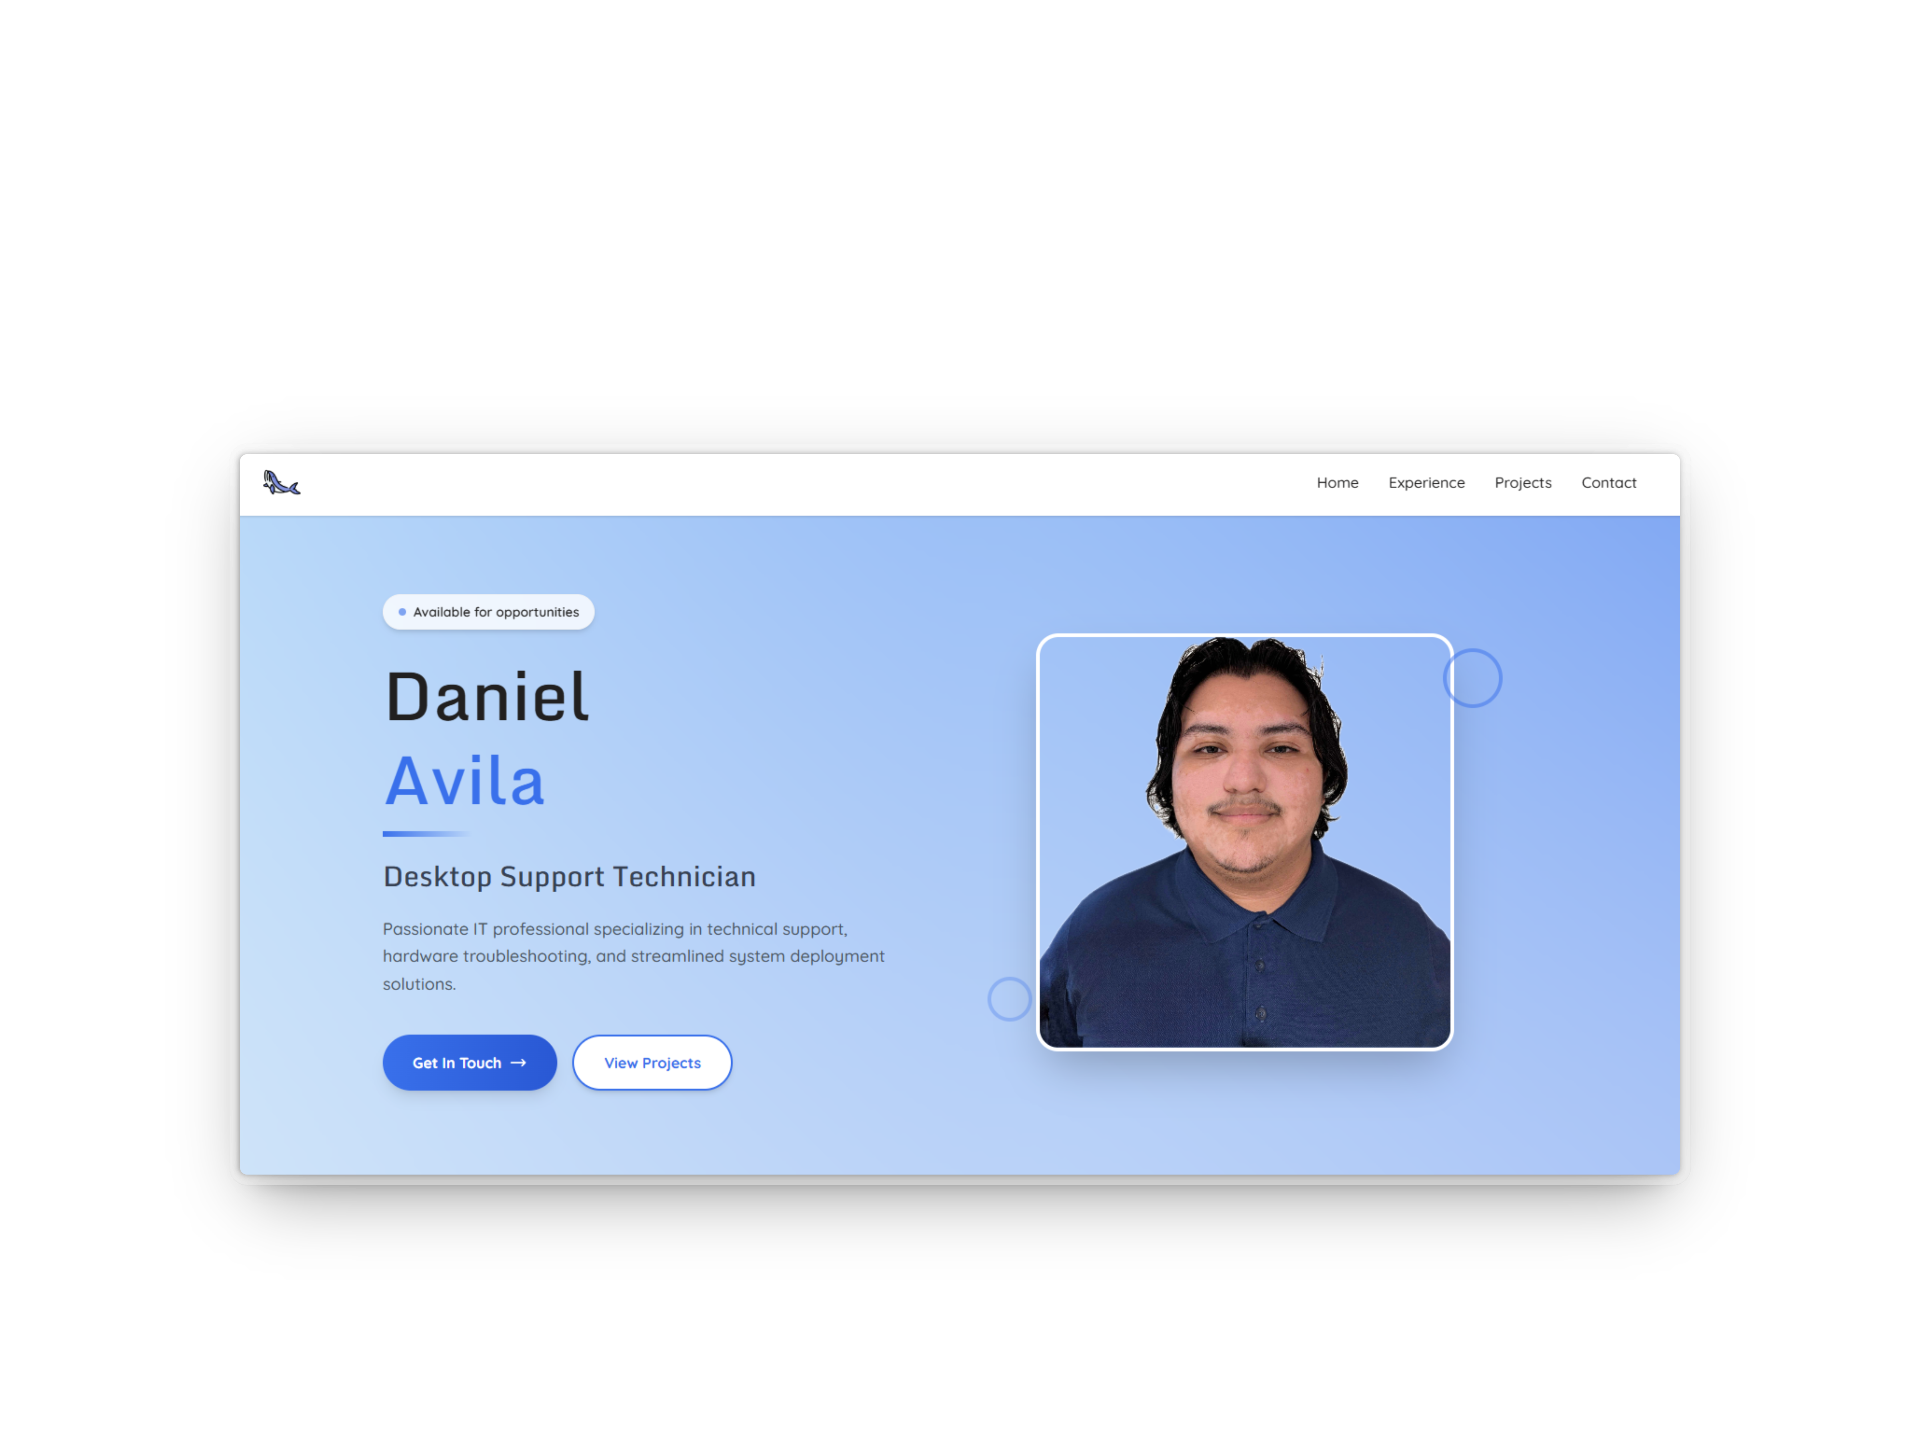 Home Experience Projects Contact
Available for opportunities
Daniel
Avila
Desktop Support Technician
Passionate IT professional specializing in technical support,
hardware troubleshooting, and streamlined system deployment
solutions.
Get In Touch → View Projects